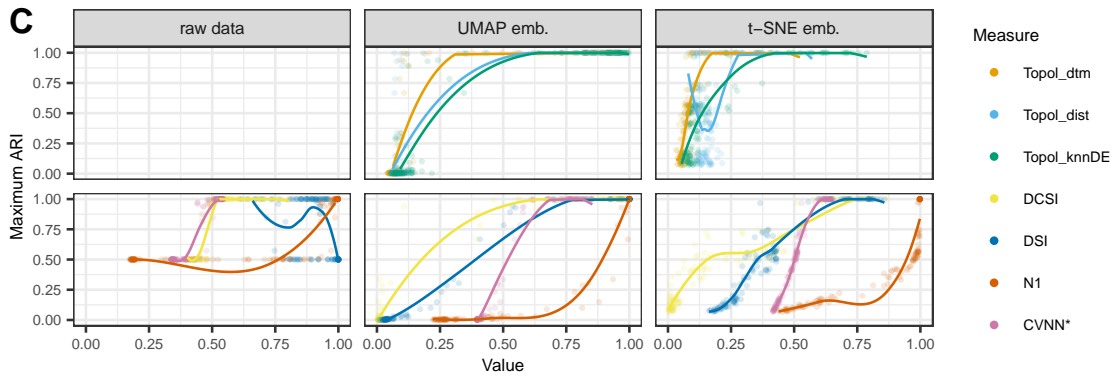 C
raw data
UMAP emb.
t−SNE emb.
Maximum ARI
1.00
0.75
0.50
0.25
0.00
1.00
0.75
0.50
0.25
0.00
0.00 0.25 0.50 0.75 1.00
0.00 0.25 0.50 0.75 1.00
0.00 0.25 0.50 0.75 1.00
Value
Measure
Topol_dtm
Topol_dist
Topol_knnDE
DCSI
DSI
N1
CVNN*